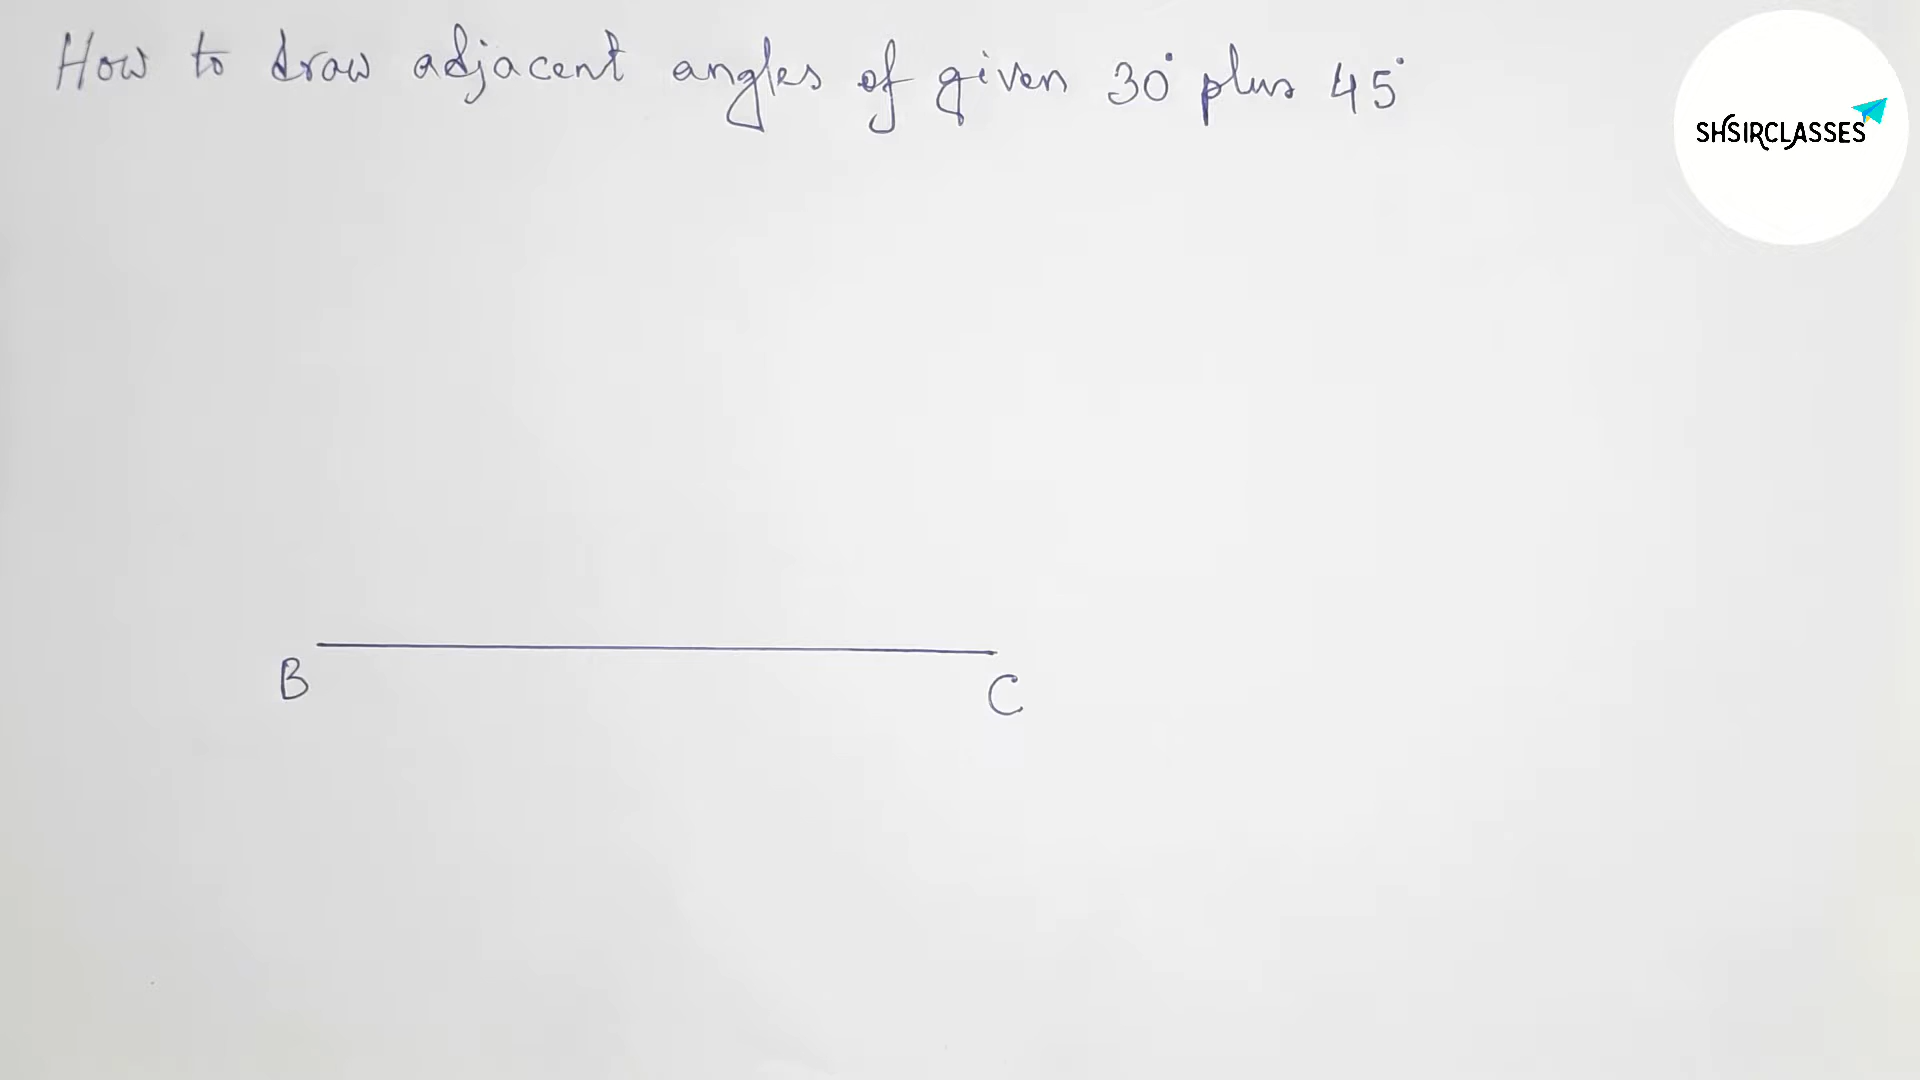 How to draw adjacent angles of given 30° plus 45°
SHSIRCLASSES
B
C